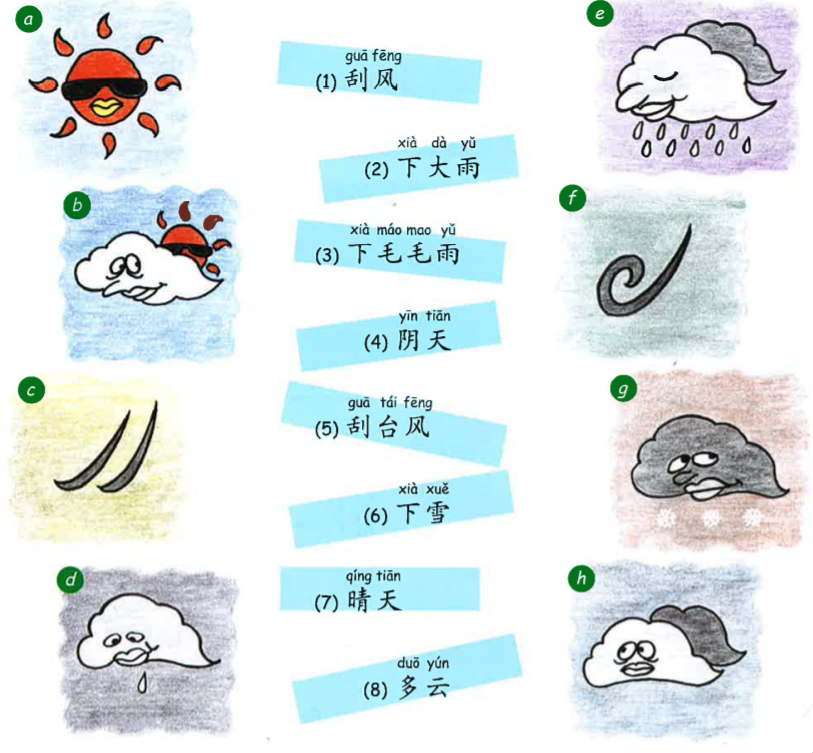 a
guā fēng
(1) 刮风
xià dà yǔ
(2) 下大雨
b
xià máo mao yǔ
(3) 下毛毛雨
yīn tiān
(4) 阴天
c
guā tái fēng
(5) 刮台风
xià xuě
(6) 下雪
d
qíng tiān
(7) 晴天
duō yún
(8) 多云
e
f
g
h